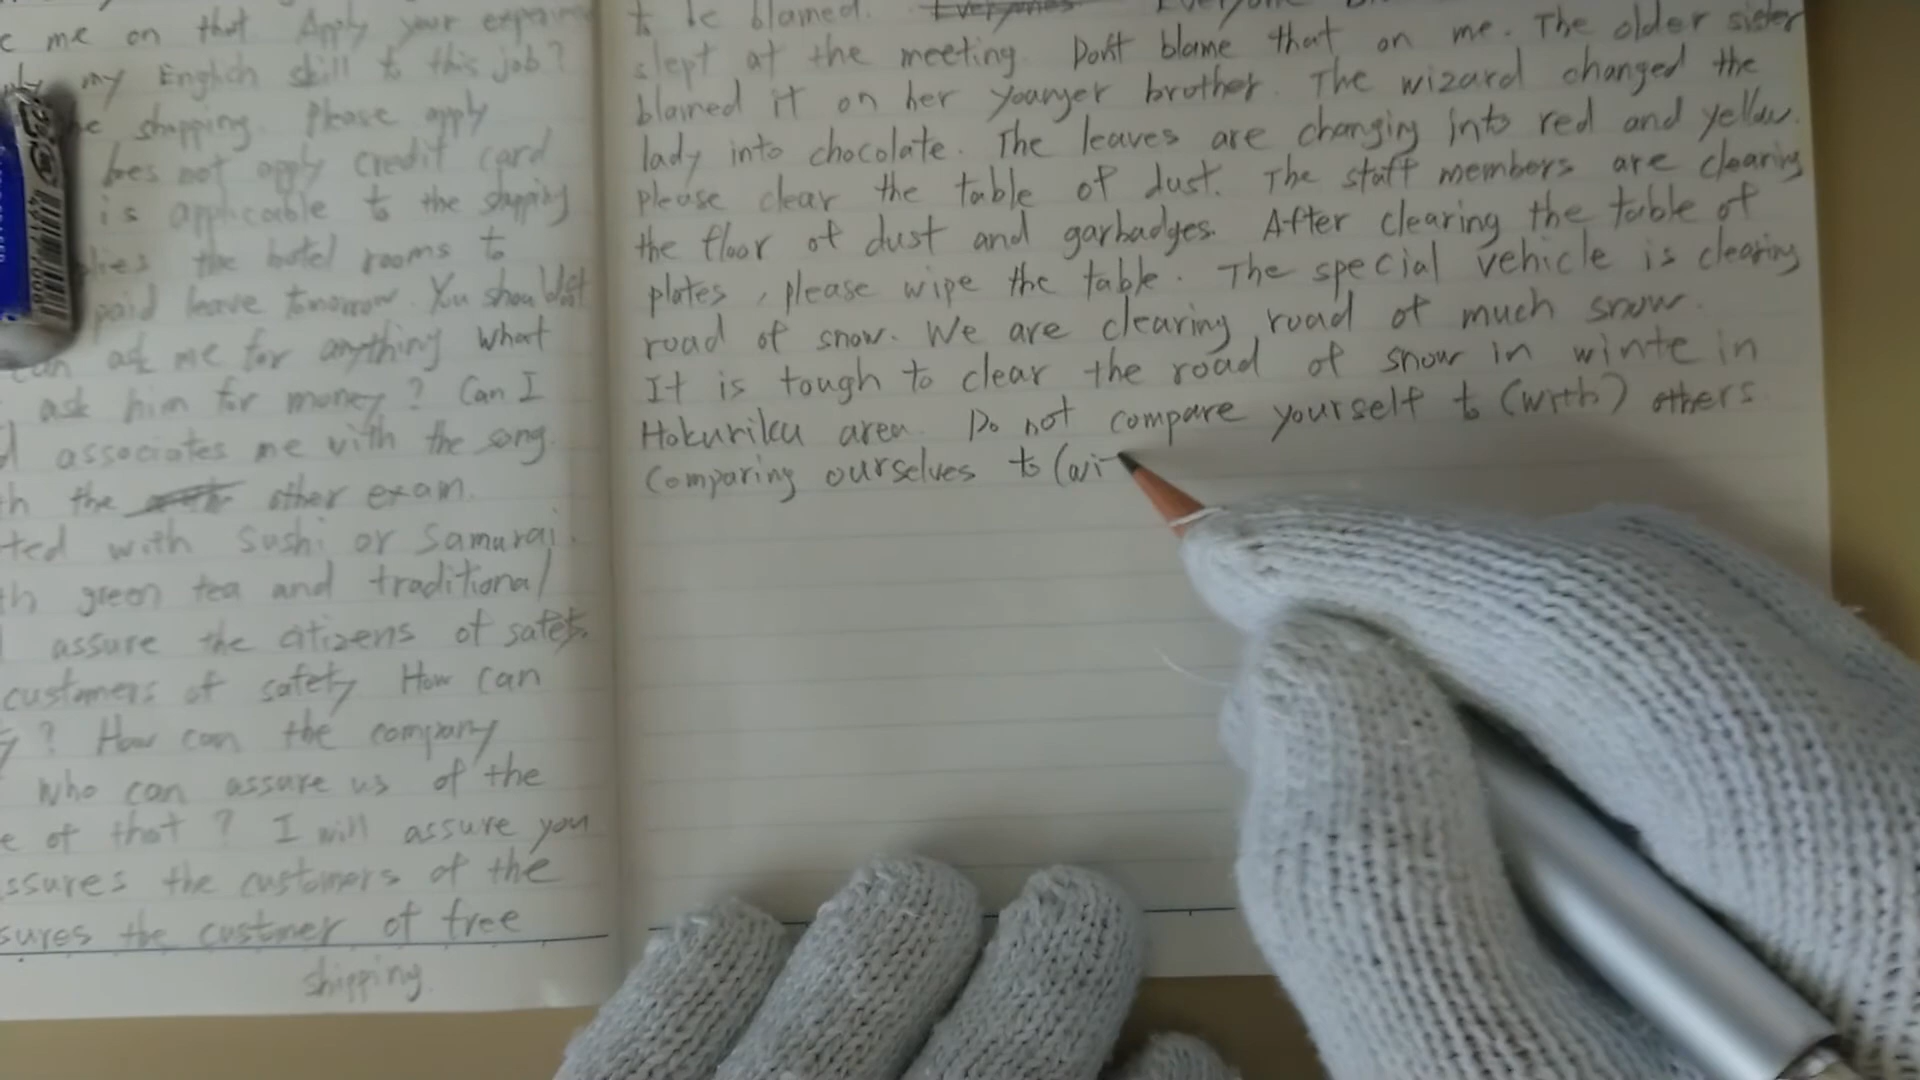 me on that Apply your
my English skill to this job?
shipping. Please apply
oes not apply credit card
is applicable to the shipping
plies the hotel rooms to
paid leave tomorrow. You should
can ask me for anything What
ask him for money? Can I
associates me with the song
the other exam.
ted with Sushi or Samurai.
th green tea and traditional
assure the citizens of safety.
customers of safety How can
y? How can the company
Who can assure us of the
e of that? I will assure you
ssures the customers of the
sures the custmer of free
shipping.
to be blamed. Everyones Everyone
slept at the meeting. Don't blame that on me. The older sister
blamed it on her younger brother. The wizard changed the
lady into chocolate. The leaves are changing into red and yellow.
please clear the table of dust. The staff members are clearing
the floor of dust and garbadges. After clearing the table of
plates, please wipe the table. The special vehicle is clearing
road of snow. We are clearing road of much snow.
It is tough to clear the road of snow in winte in
Hokuriku area. Do not compare yourself to (with) others.
Comparing ourselves to (wi